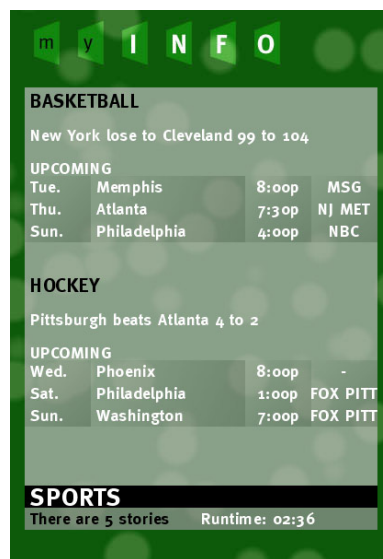 my INFO
BASKETBALL
New York lose to Cleveland 99 to 104
UPCOMING
Tue. Memphis 8:00p MSG
Thu. Atlanta 7:30p NJ MET
Sun. Philadelphia 4:00p NBC
HOCKEY
Pittsburgh beats Atlanta 4 to 2
UPCOMING
Wed. Phoenix 8:00p -
Sat. Philadelphia 1:00p FOX PITT
Sun. Washington 7:00p FOX PITT
SPORTS
There are 5 stories Runtime: 02:36